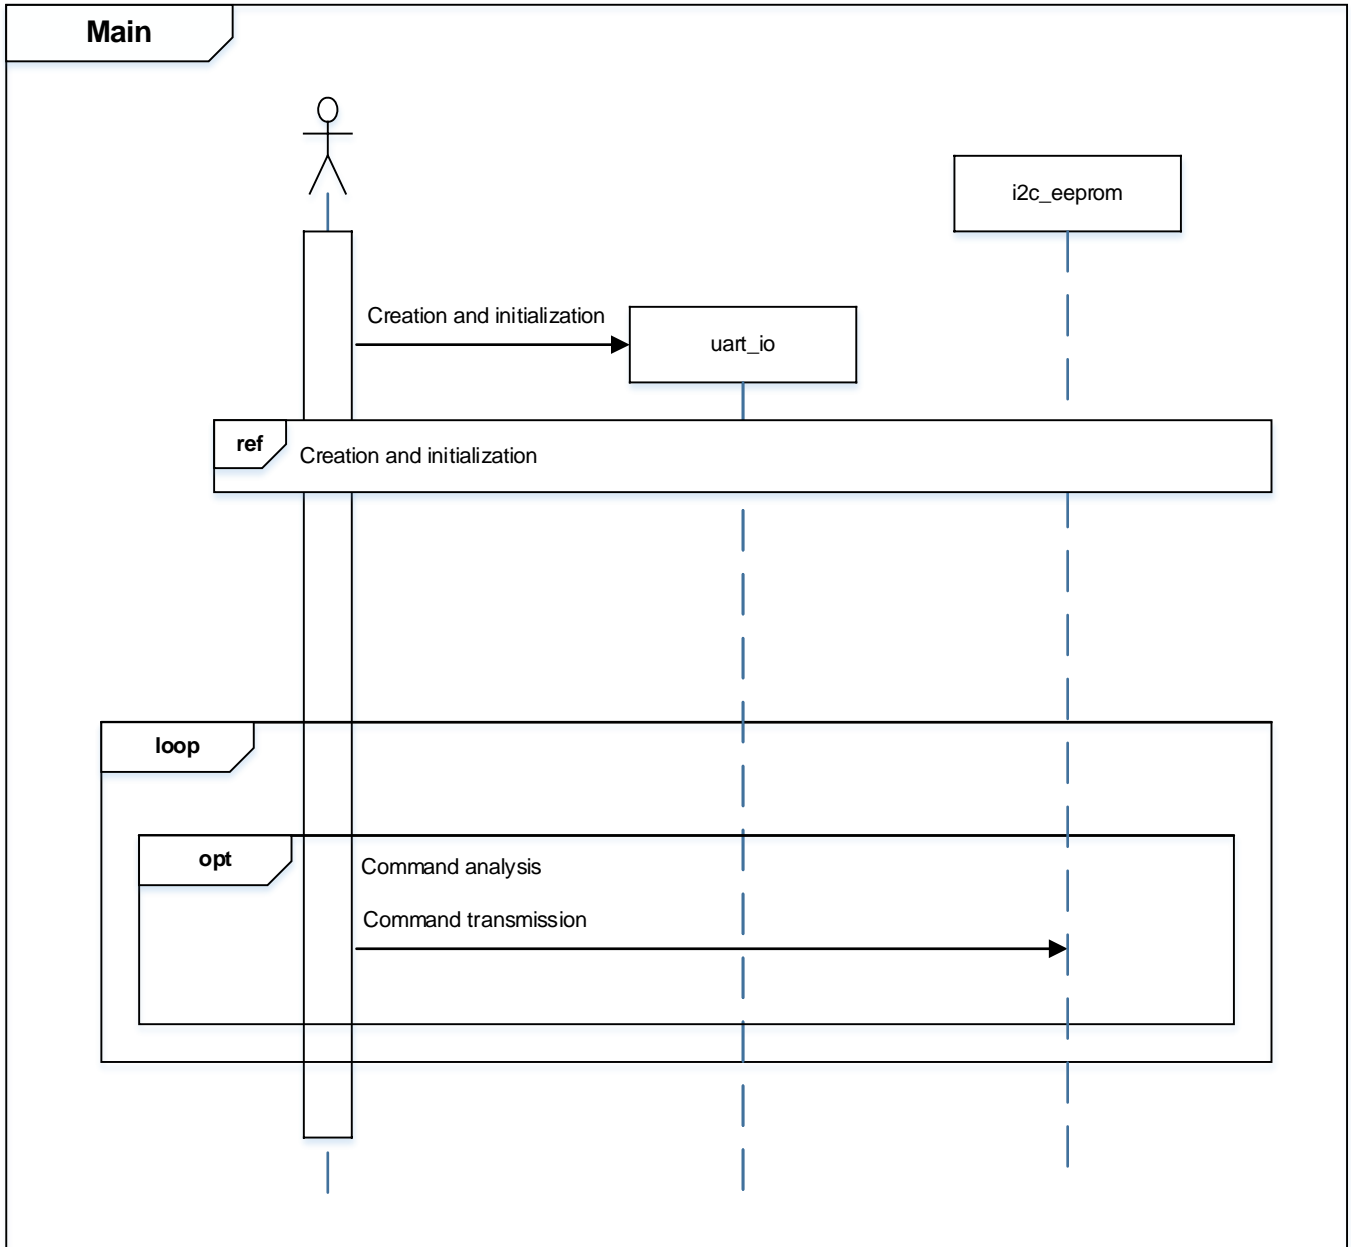 Main
i2c_eeprom
Creation and initialization
uart_io
ref
Creation and initialization
loop
opt
Command analysis
Command transmission